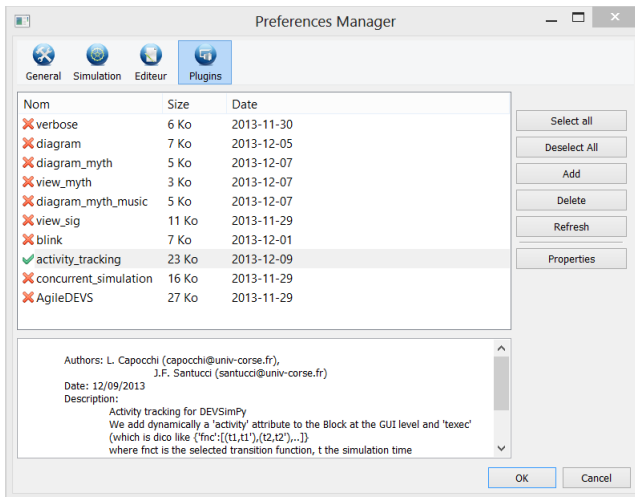 Preferences Manager
General Simulation Editeur Plugins
Nom Size Date
verbose 6 Ko 2013-11-30
diagram 7 Ko 2013-12-05
diagram_myth 5 Ko 2013-12-07
view_myth 3 Ko 2013-12-07
diagram_myth_music 5 Ko 2013-12-07
view_sig 11 Ko 2013-11-29
blink 7 Ko 2013-12-01
activity_tracking 23 Ko 2013-12-09
concurrent_simulation 16 Ko 2013-11-29
AgileDEVS 27 Ko 2013-11-29
Select all
Deselect All
Add
Delete
Refresh
Properties
Authors: L. Capocchi (capocchi@univ-corse.fr),
J.F. Santucci (santucci@univ-corse.fr)
Date: 12/09/2013
Description:
Activity tracking for DEVSimPy
We add dynamically a 'activity' attribute to the Block at the GUI level and 'texec'
(which is dico like {'fnc':[(t1,t1'),(t2,t2'),..]}
where fnct is the selected transition function, t the simulation time
OK Cancel